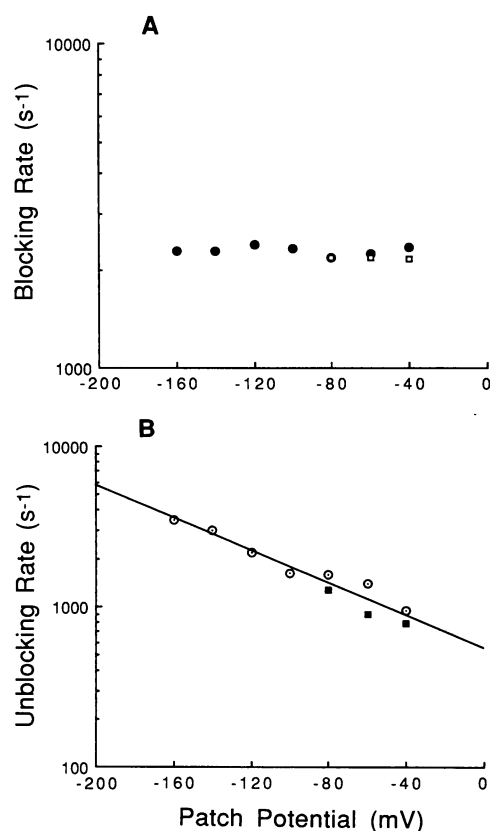 A
10000
Blocking Rate (s-1)
1000
-200 -160 -120 -80 -40 0
B
10000
Unblocking Rate (s-1)
1000
100
-200 -160 -120 -80 -40 0
Patch Potential (mV)